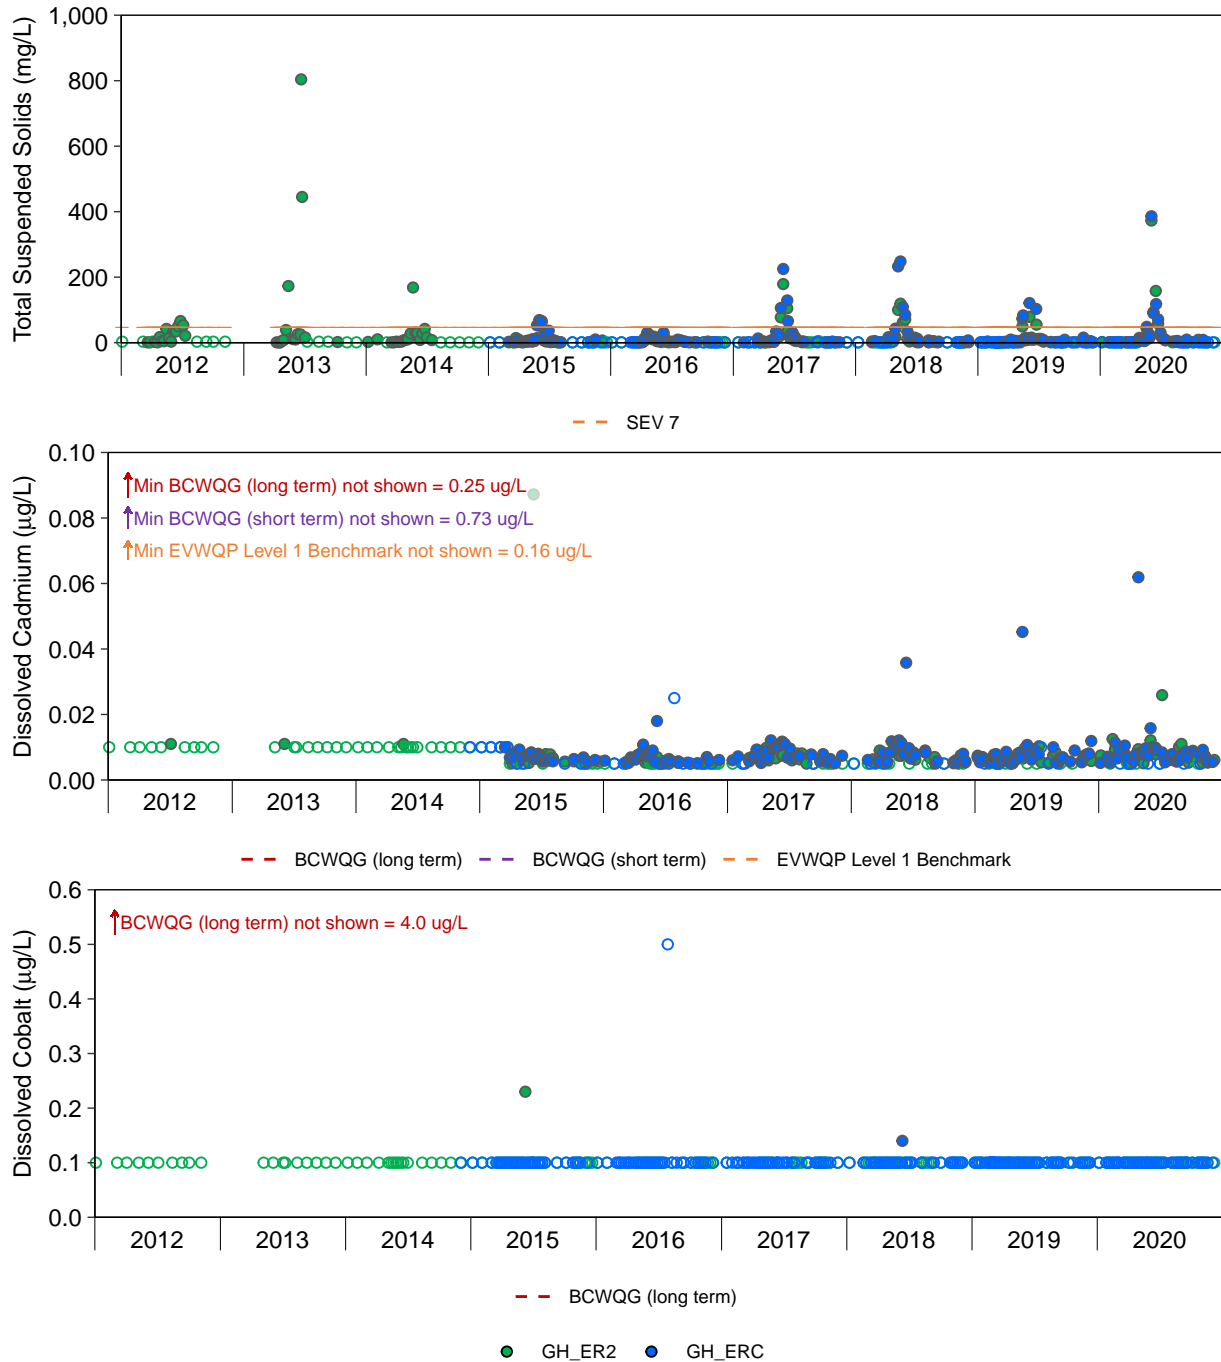 Total Suspended Solids (mg/L)
1,000
800
600
400
200
0
2012 2013 2014 2015 2016 2017 2018 2019 2020
SEV 7
Dissolved Cadmium (µg/L)
0.10
0.08
0.06
0.04
0.02
0.00
Min BCWQG (long term) not shown = 0.25 ug/L
Min BCWQG (short term) not shown = 0.73 ug/L
Min EVWQP Level 1 Benchmark not shown = 0.16 ug/L
2012 2013 2014 2015 2016 2017 2018 2019 2020
BCWQG (long term) BCWQG (short term) EVWQP Level 1 Benchmark
Dissolved Cobalt (µg/L)
0.6
0.5
0.4
0.3
0.2
0.1
0.0
BCWQG (long term) not shown = 4.0 ug/L
2012 2013 2014 2015 2016 2017 2018 2019 2020
BCWQG (long term)
GH_ER2 GH_ERC